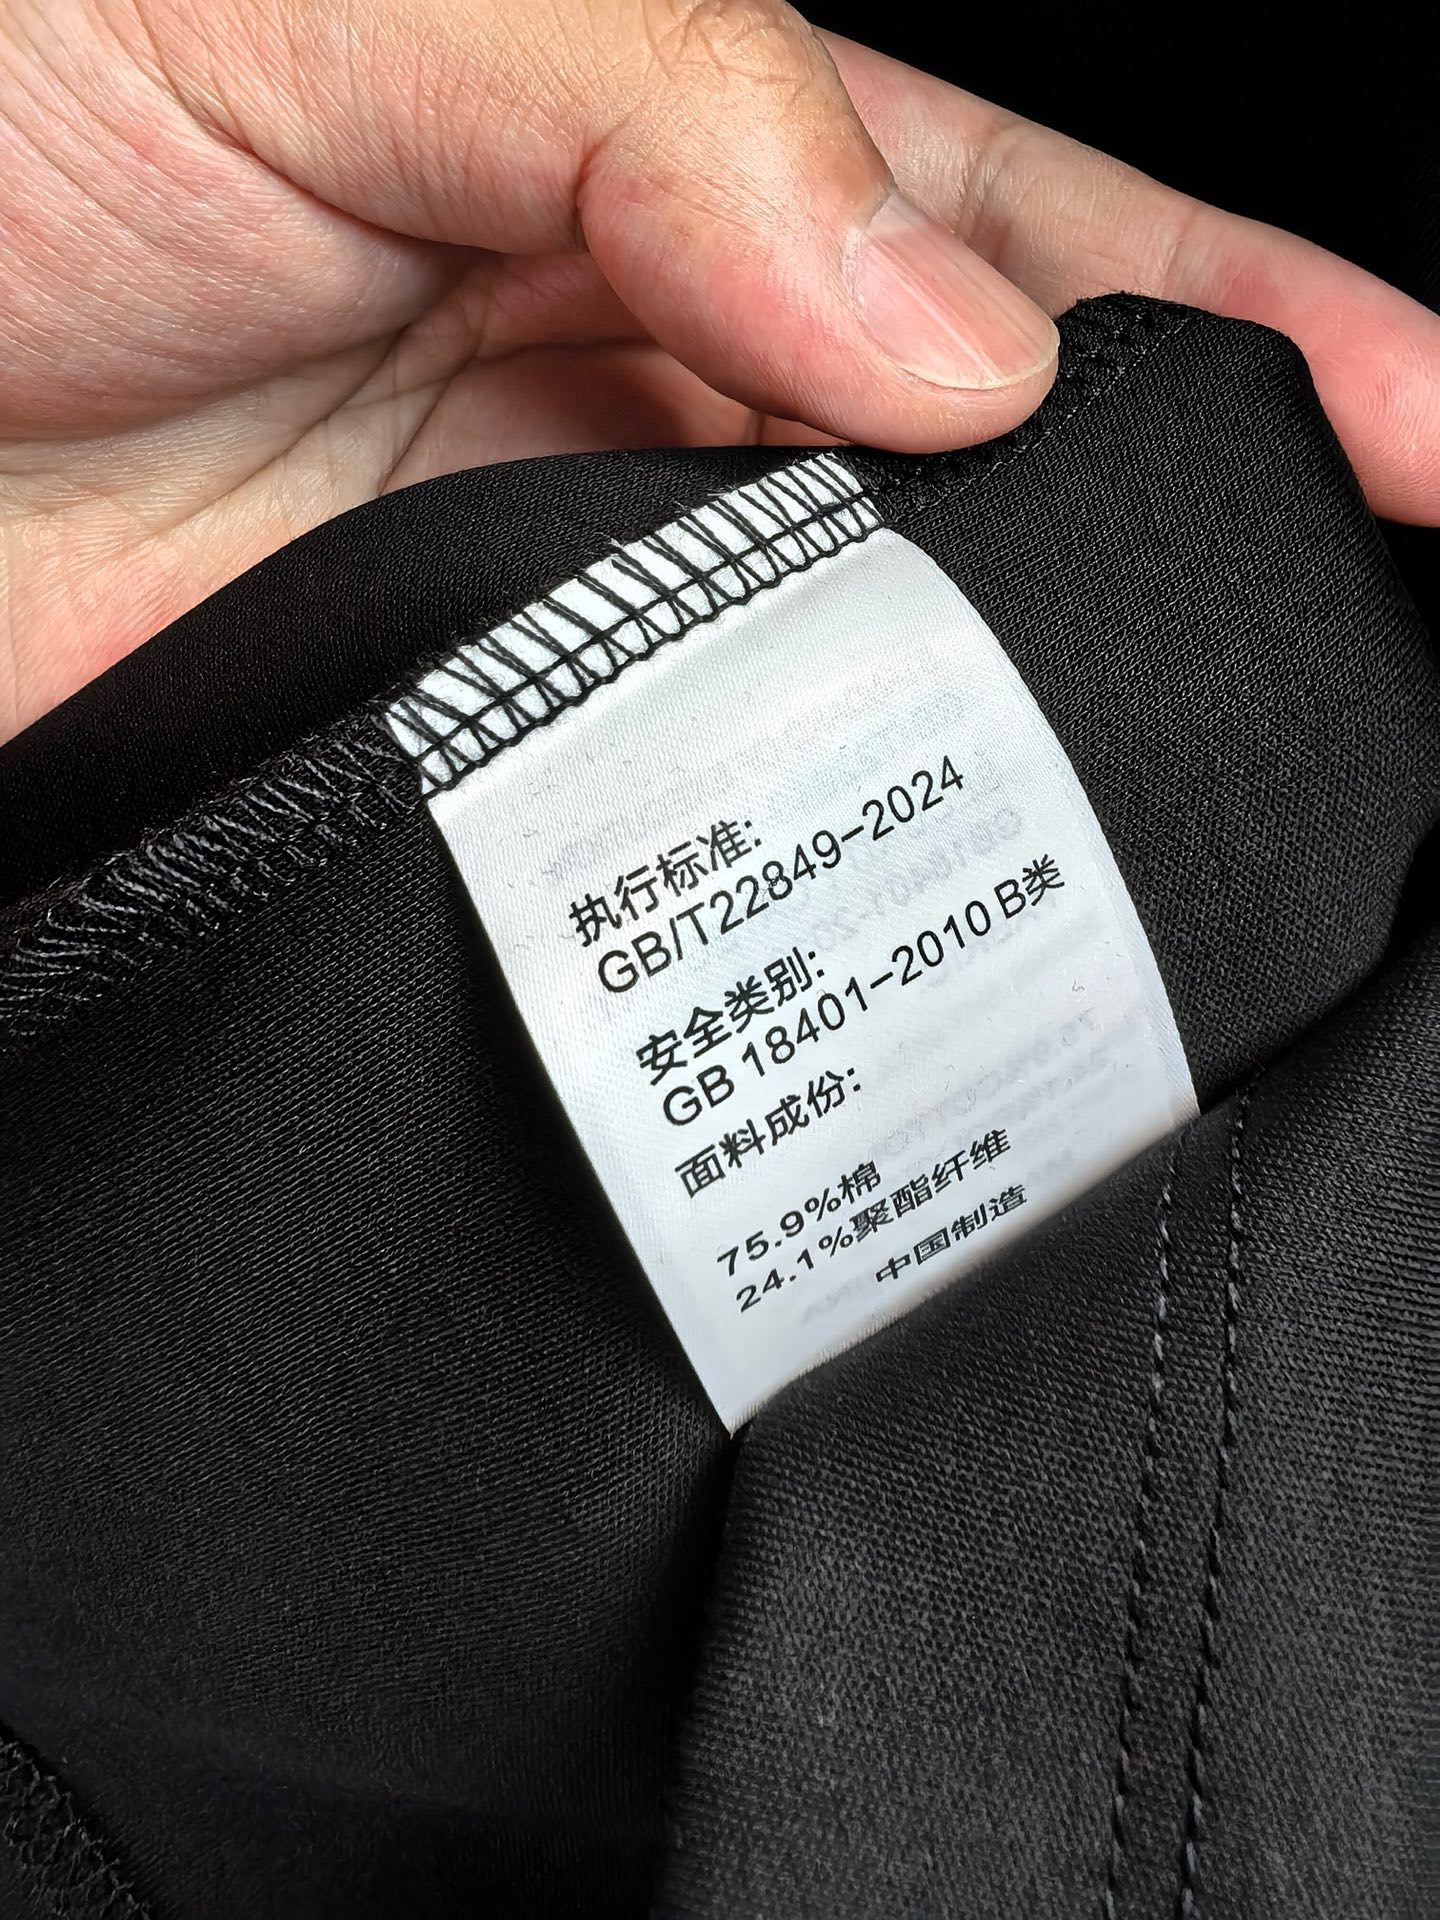 执行标准:
GB/T22849-2024
安全类别:
GB 18401-2010 B类
面料成份:
75.9%棉
24.1%聚酯纤维
中国制造